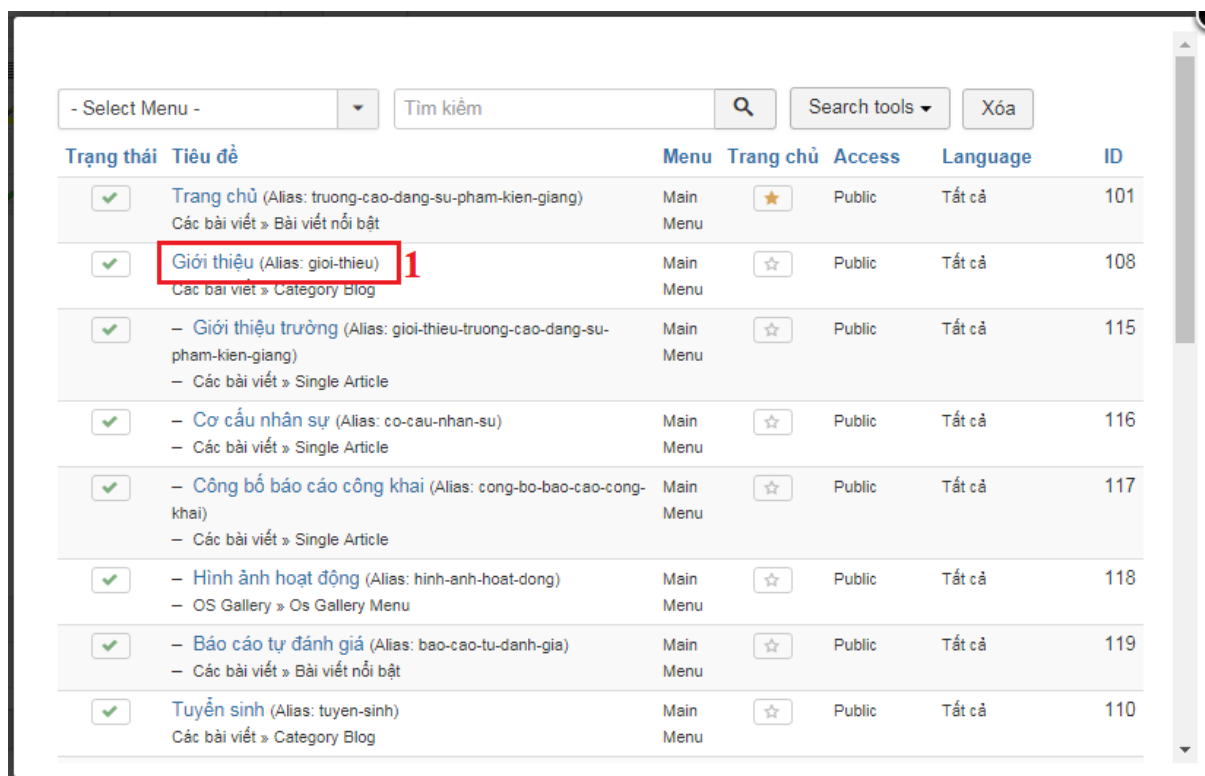 - Select Menu - Tìm kiếm Search tools Xóa
Trạng thái Tiêu đề Menu Trang chủ Access Language ID
Trang chủ (Alias: truong-cao-dang-su-pham-kien-giang) Main Public Tất cả 101
Các bài viết » Bài viết nổi bật Menu
Giới thiệu (Alias: gioi-thieu) 1 Main Public Tất cả 108
Các bài viết » Category Blog Menu
– Giới thiệu trường (Alias: gioi-thieu-truong-cao-dang-su- Main Public Tất cả 115
pham-kien-giang) Menu
– Các bài viết » Single Article
– Cơ cấu nhân sự (Alias: co-cau-nhan-su) Main Public Tất cả 116
– Các bài viết » Single Article Menu
– Công bố báo cáo công khai (Alias: cong-bo-bao-cao-cong- Main Public Tất cả 117
khai) Menu
– Các bài viết » Single Article
– Hình ảnh hoạt động (Alias: hinh-anh-hoat-dong) Main Public Tất cả 118
– OS Gallery » Os Gallery Menu Menu
– Báo cáo tự đánh giá (Alias: bao-cao-tu-danh-gia) Main Public Tất cả 119
– Các bài viết » Bài viết nổi bật Menu
Tuyển sinh (Alias: tuyen-sinh) Main Public Tất cả 110
Các bài viết » Category Blog Menu